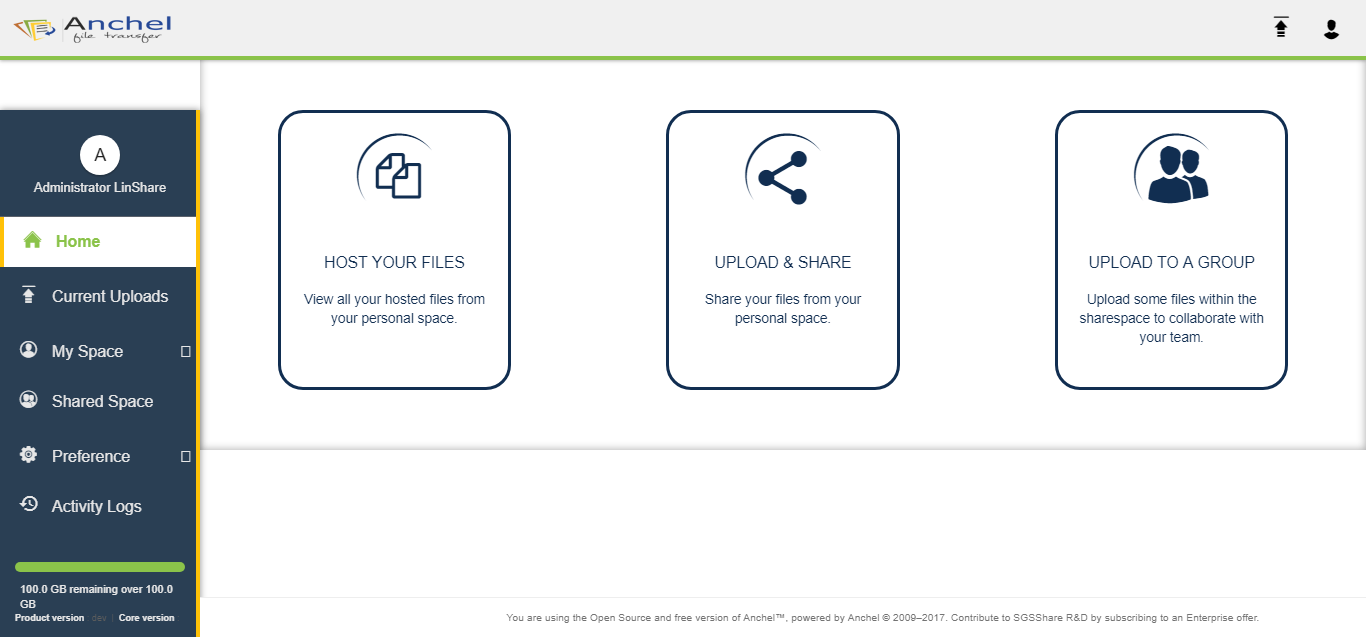 Anchel
file transfer
A
Administrator LinShare
Home
Current Uploads
My Space
Shared Space
Preference
Activity Logs
100.0 GB remaining over 100.0
GB
Product version dev | Core version
HOST YOUR FILES
View all your hosted files from
your personal space.
UPLOAD & SHARE
Share your files from your
personal space.
UPLOAD TO A GROUP
Upload some files within the
sharespace to collaborate with
your team.
You are using the Open Source and free version of Anchel™, powered by Anchel © 2009–2017. Contribute to SGSShare R&D by subscribing to an Enterprise offer.